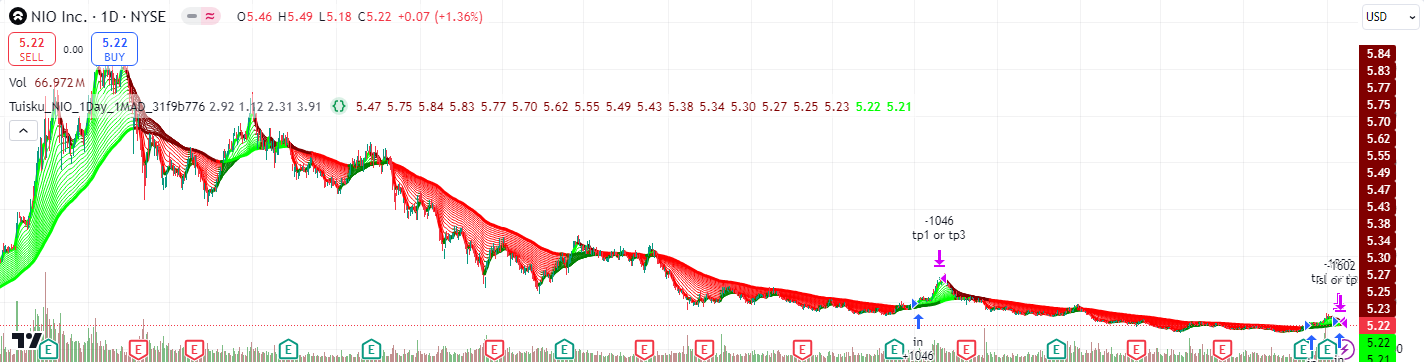 NIO Inc. · 1D · NYSE O5.46 H5.49 L5.18 C5.22 +0.07 (+1.36%)
USD
5.22
SELL
0.00
5.22
BUY
Vol 66.972M
Tuisku_NIO_1Day_1MAD_31f9b776 2.92 1.12 2.31 3.91 {} 5.47 5.75 5.84 5.83 5.77 5.70 5.62 5.55 5.49 5.43 5.38 5.34 5.30 5.27 5.25 5.23 5.22 5.21
5.84
5.83
5.77
5.75
5.70
5.62
5.55
5.49
5.47
5.43
5.38
5.34
5.30
5.27
5.25
5.23
5.22
5.22
5.21
0
-1046
tp1 or tp3
in
+1046
E E E E E E E E E E E E E E E